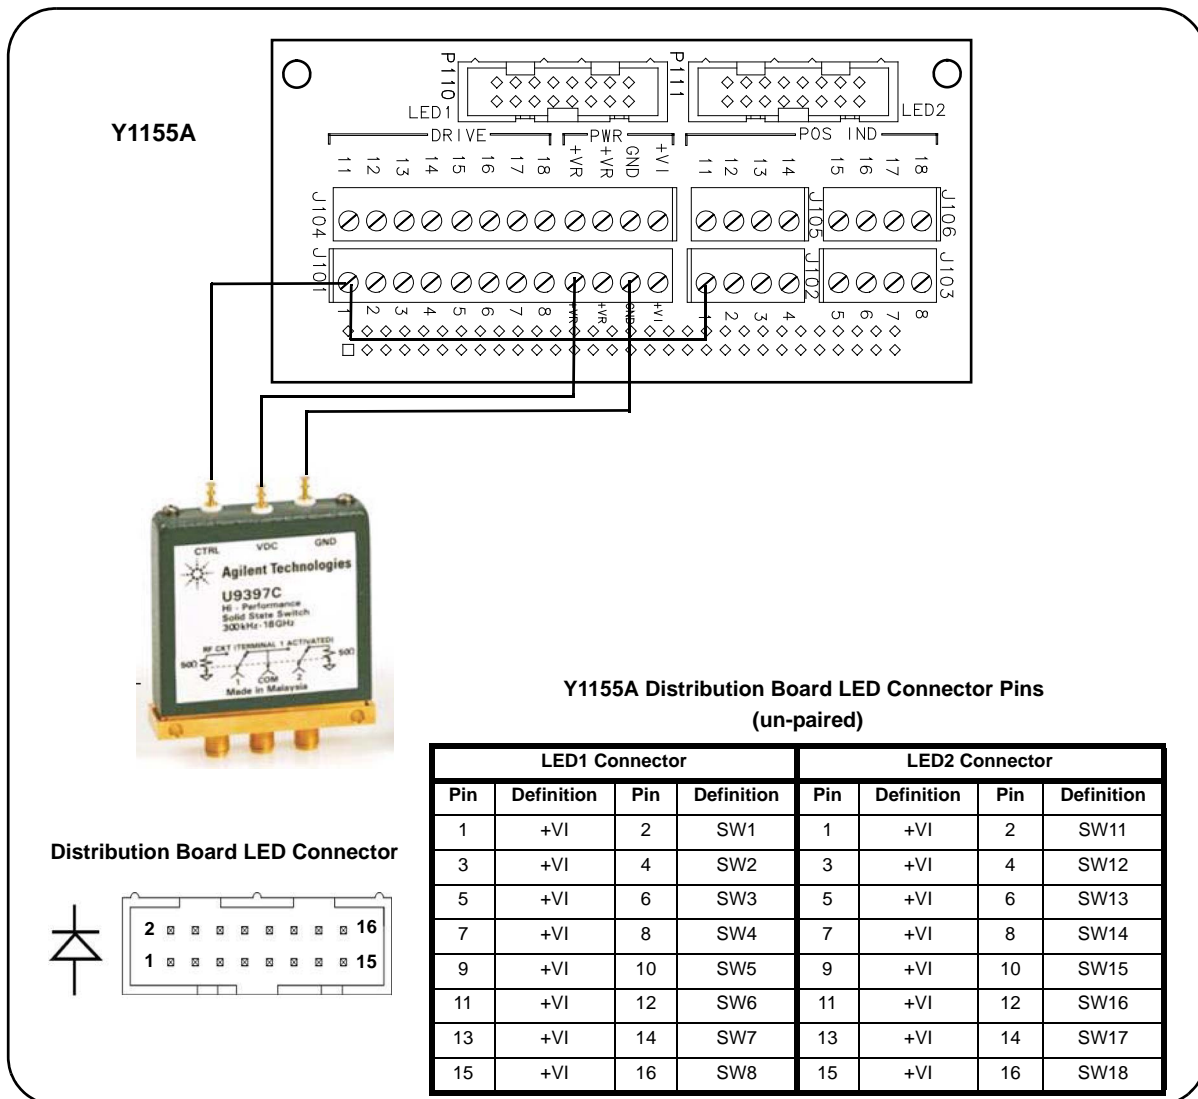 Y1155A
P110
P111
LED1
LED2
DRIVE
PWR
POS IND
11 12 13 14 15 16 17 18 +VR +VR GND +VI 11 12 13 14 15 16 17 18
J104
J105
J106
J101
J102
J103
1 2 3 4 5 6 7 8 +VR +VR GND +VI 1 2 3 4 5 6 7 8
CTRL VDC GND
Agilent Technologies
U9397C
Hi - Performance
Solid State Switch
300kHz-18GHz
RF CKT (TERMINAL 1 ACTIVATED)
50Ω 50Ω
1 COM 2
Made in Malaysia
Y1155A Distribution Board LED Connector Pins
(un-paired)
LED1 Connector LED2 Connector
Pin Definition Pin Definition Pin Definition Pin Definition
1 +VI 2 SW1 1 +VI 2 SW11
3 +VI 4 SW2 3 +VI 4 SW12
5 +VI 6 SW3 5 +VI 6 SW13
7 +VI 8 SW4 7 +VI 8 SW14
9 +VI 10 SW5 9 +VI 10 SW15
11 +VI 12 SW6 11 +VI 12 SW16
13 +VI 14 SW7 13 +VI 14 SW17
15 +VI 16 SW8 15 +VI 16 SW18
Distribution Board LED Connector
2 16
1 15